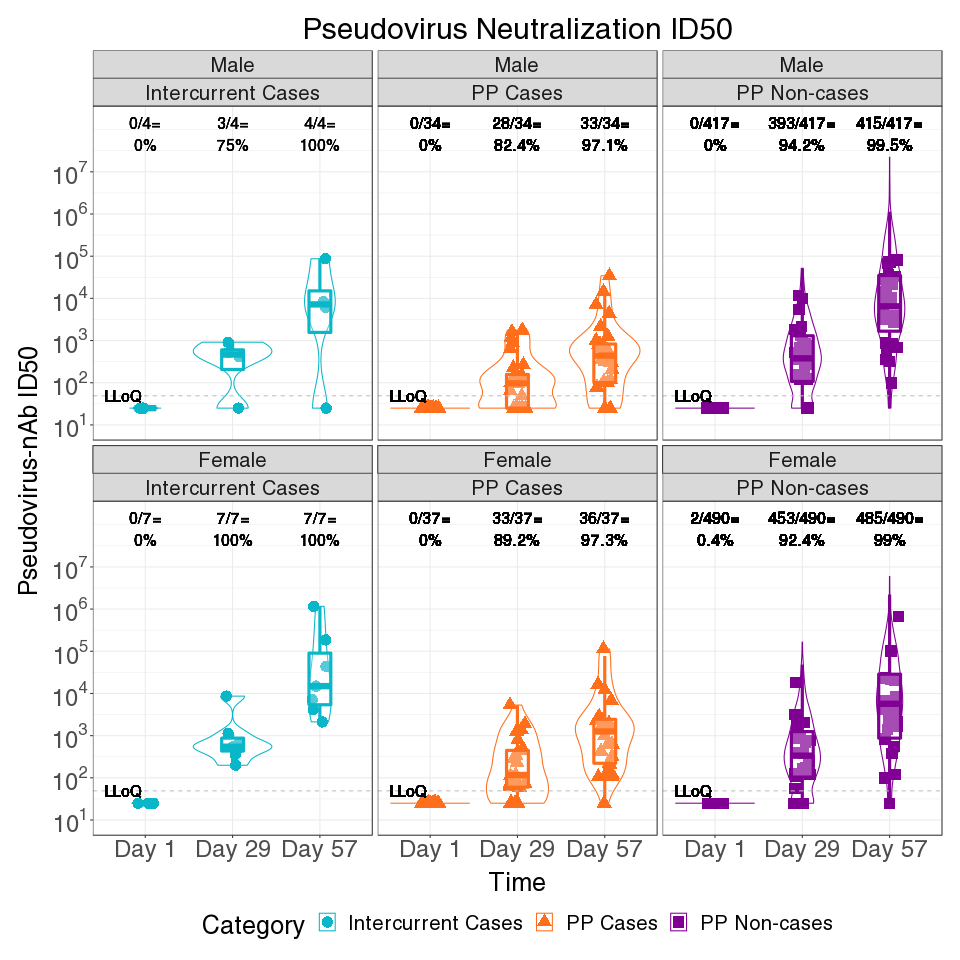 Pseudovirus Neutralization ID50
Male Male Male
Intercurrent Cases PP Cases PP Non-cases
0/4= 3/4= 4/4= 0/34= 28/34= 33/34= 0/417= 393/417= 415/417=
0% 75% 100% 0% 82.4% 97.1% 0% 94.2% 99.5%
10⁷
10⁶
10⁵
10⁴
10³
10²
LLoQ LLoQ LLoQ
10¹
Female Female Female
Intercurrent Cases PP Cases PP Non-cases
0/7= 7/7= 7/7= 0/37= 33/37= 36/37= 2/490= 453/490= 485/490=
0% 100% 100% 0% 89.2% 97.3% 0.4% 92.4% 99%
10⁷
10⁶
10⁵
10⁴
10³
10²
LLoQ LLoQ LLoQ
10¹
Pseudovirus-nAb ID50
Day 1 Day 29 Day 57 Day 1 Day 29 Day 57 Day 1 Day 29 Day 57
Time
Category Intercurrent Cases PP Cases PP Non-cases